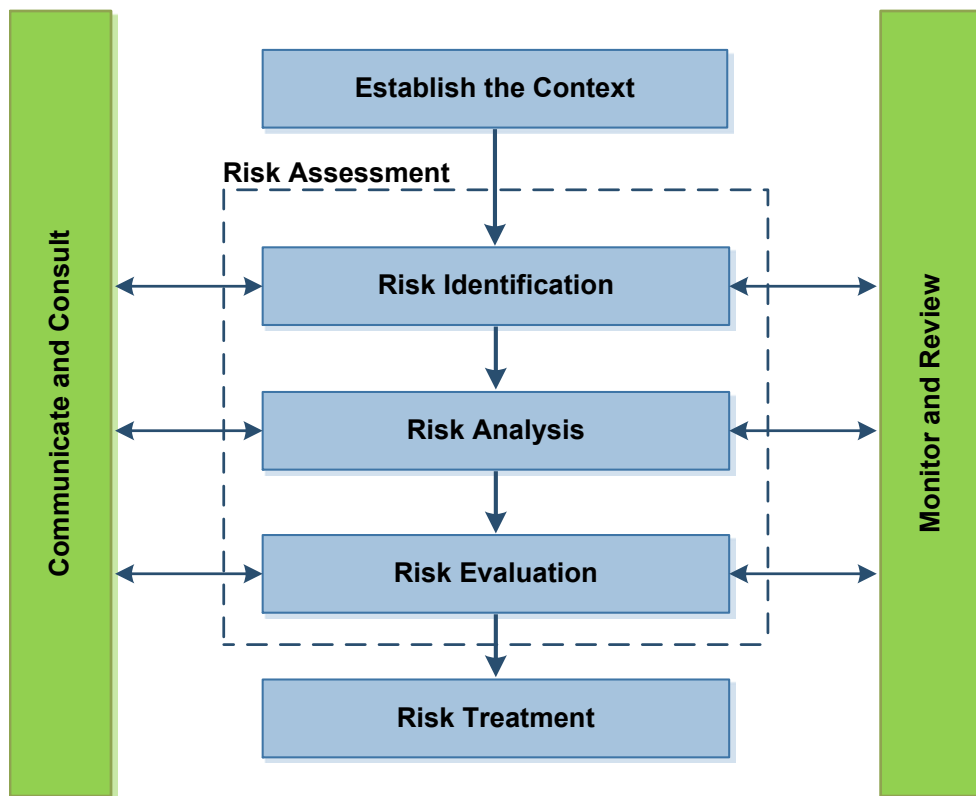 Establish the Context
Risk Assessment
Communicate and Consult
Risk Identification
Risk Analysis
Risk Evaluation
Monitor and Review
Risk Treatment